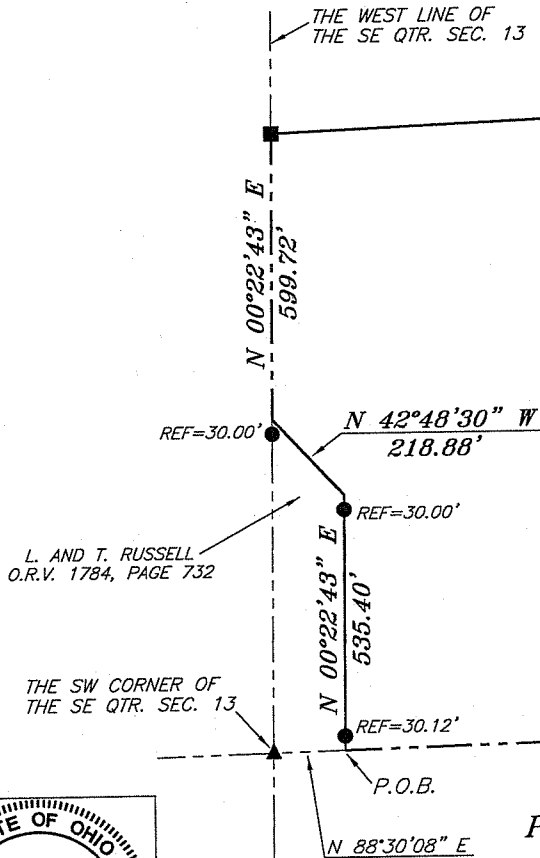 THE WEST LINE OF
THE SE QTR. SEC. 13
N 00°22'43" E
599.72'
N 42°48'30" W
218.88'
REF=30.00'
REF=30.00'
L. AND T. RUSSELL
O.R.V. 1784, PAGE 732
N 00°22'43" E
535.40'
THE SW CORNER OF
THE SE QTR. SEC. 13
REF=30.12'
P.O.B.
N 88°30'08" E
OF OHIO